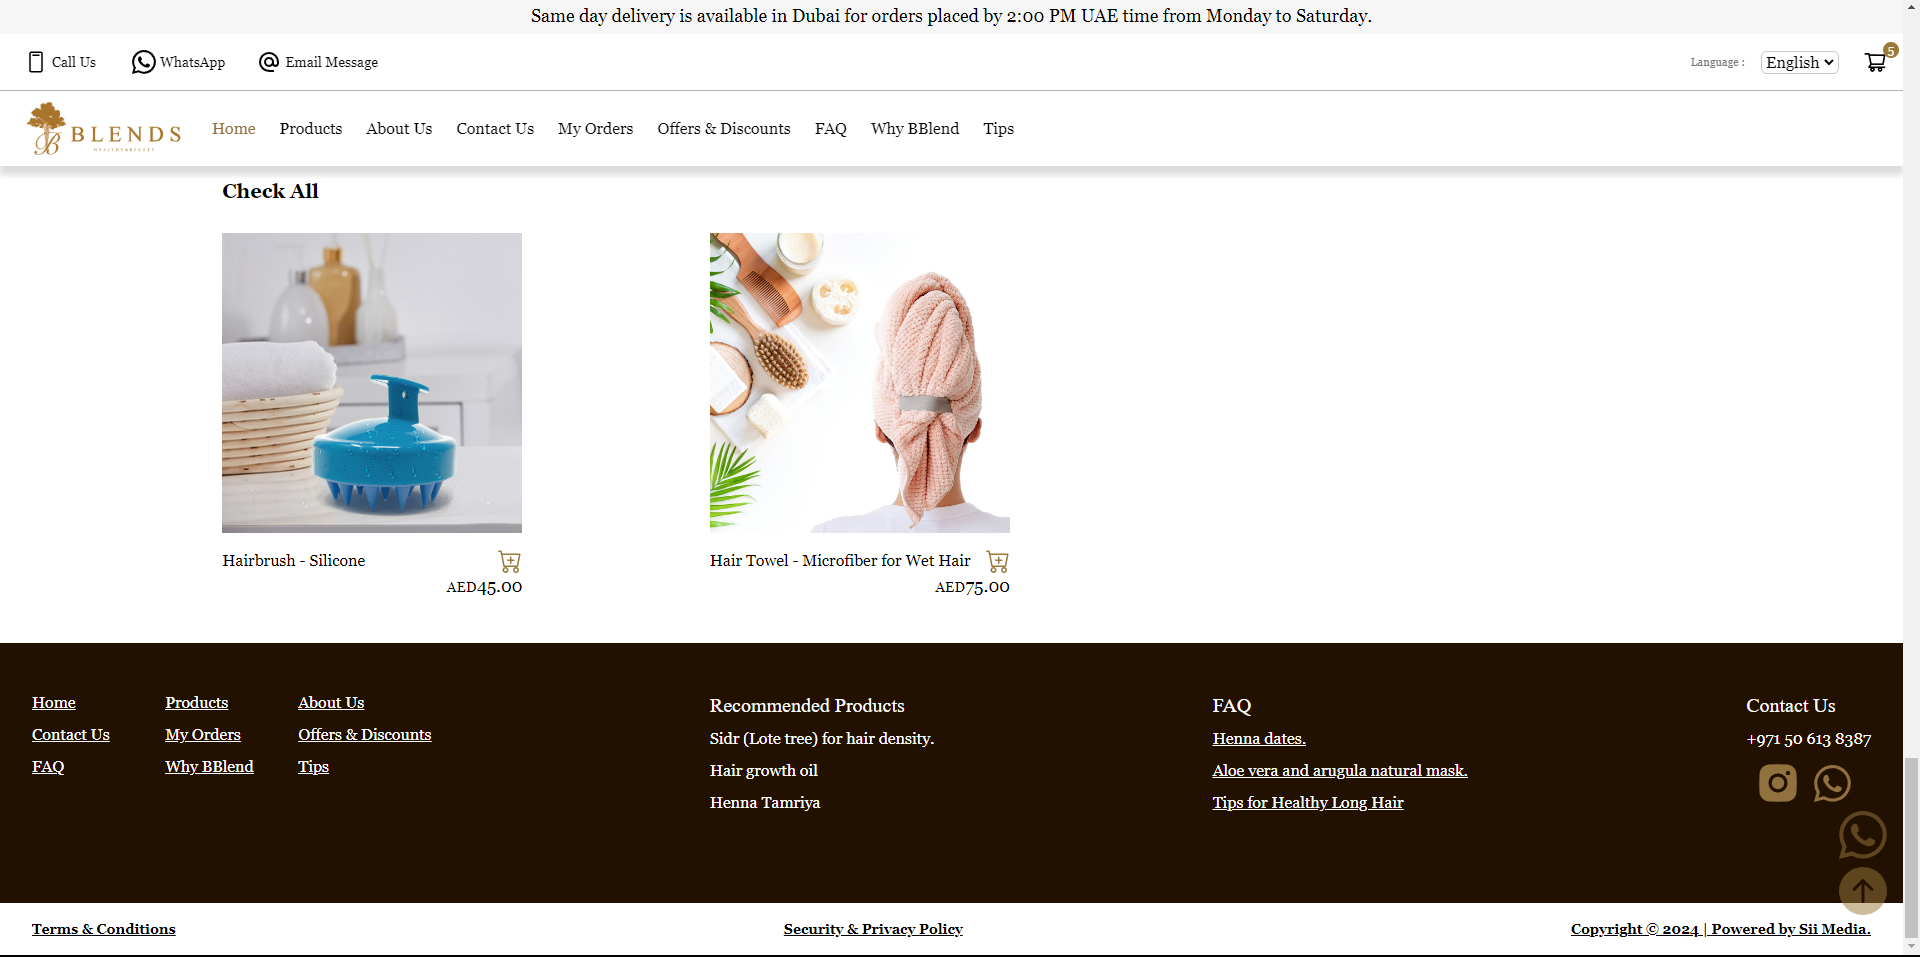 Same day delivery is available in Dubai for orders placed by 2:00 PM UAE time from Monday to Saturday.
Call Us
WhatsApp
Email Message
Language :
English
5
B BLENDS
HEALTHY&BEAUTY
Home
Products
About Us
Contact Us
My Orders
Offers & Discounts
FAQ
Why BBlend
Tips
Check All
Hairbrush - Silicone
AED45.00
Hair Towel - Microfiber for Wet Hair
AED75.00
Home
Products
About Us
Contact Us
My Orders
Offers & Discounts
FAQ
Why BBlend
Tips
Recommended Products
Sidr (Lote tree) for hair density.
Hair growth oil
Henna Tamriya
FAQ
Henna dates.
Aloe vera and arugula natural mask.
Tips for Healthy Long Hair
Contact Us
+971 50 613 8387
Terms & Conditions
Security & Privacy Policy
Copyright © 2024 | Powered by Sii Media.